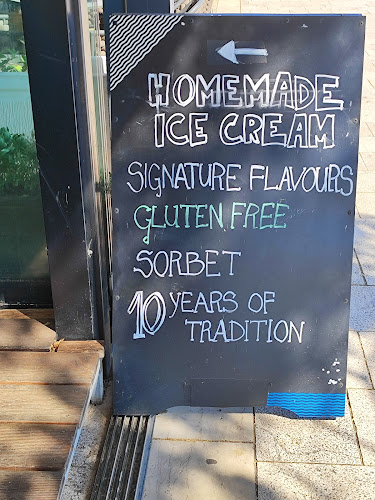 HOMEMADE
ICE CREAM
SIGNATURE FLAVOURS
GLUTEN FREE
SORBET
10 YEARS OF
TRADITION